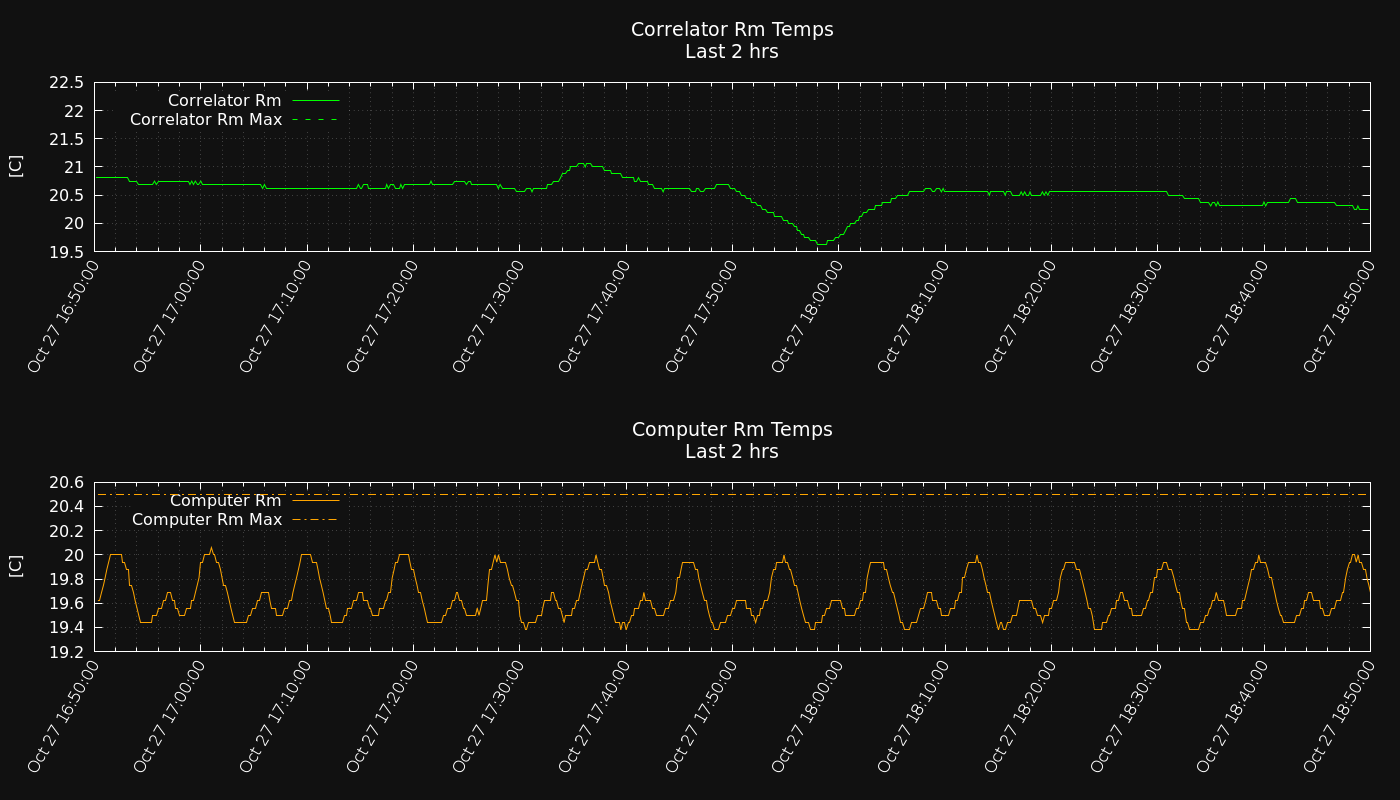 Correlator Rm Temps
Last 2 hrs
22.5
22
21.5
21
20.5
20
19.5
[C]
Correlator Rm
Correlator Rm Max
Oct 27 16:50:00
Oct 27 17:00:00
Oct 27 17:10:00
Oct 27 17:20:00
Oct 27 17:30:00
Oct 27 17:40:00
Oct 27 17:50:00
Oct 27 18:00:00
Oct 27 18:10:00
Oct 27 18:20:00
Oct 27 18:30:00
Oct 27 18:40:00
Oct 27 18:50:00
Computer Rm Temps
Last 2 hrs
20.6
20.4
20.2
20
19.8
19.6
19.4
19.2
[C]
Computer Rm
Computer Rm Max
Oct 27 16:50:00
Oct 27 17:00:00
Oct 27 17:10:00
Oct 27 17:20:00
Oct 27 17:30:00
Oct 27 17:40:00
Oct 27 17:50:00
Oct 27 18:00:00
Oct 27 18:10:00
Oct 27 18:20:00
Oct 27 18:30:00
Oct 27 18:40:00
Oct 27 18:50:00